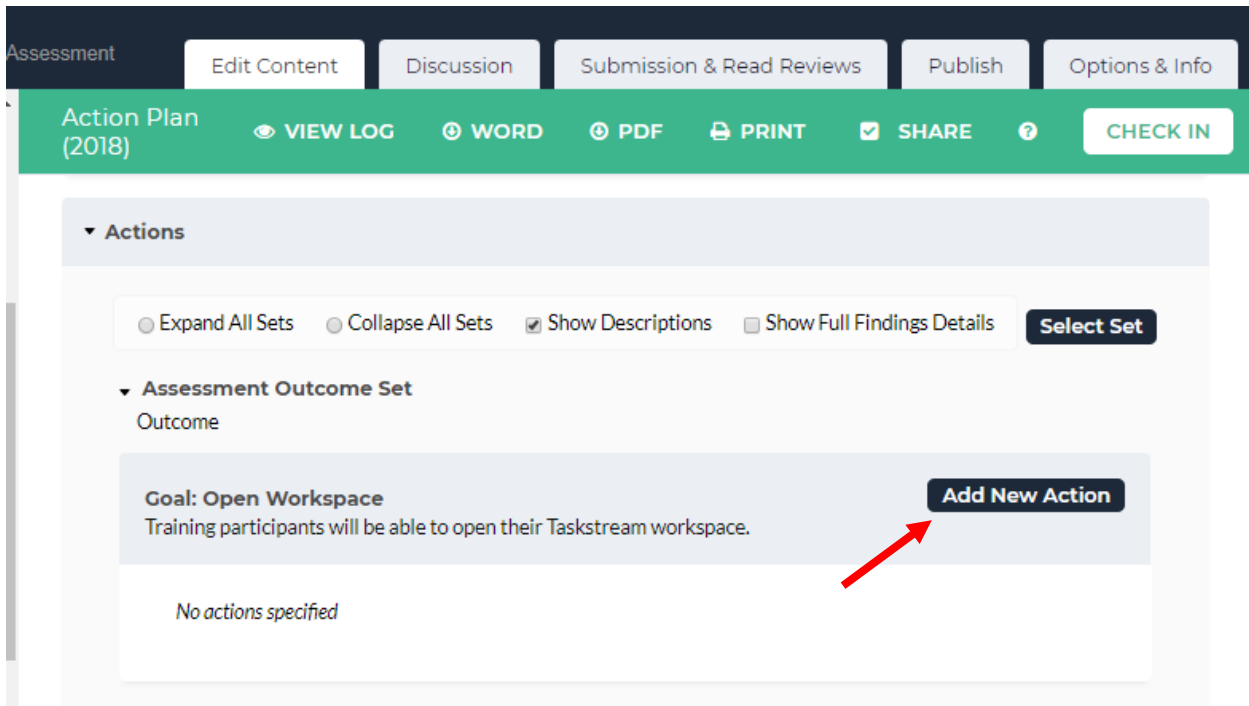 Assessment
Edit Content
Discussion
Submission & Read Reviews
Publish
Options & Info
Action Plan
(2018)
VIEW LOG
WORD
PDF
PRINT
SHARE
?
CHECK IN
Actions
Expand All Sets
Collapse All Sets
Show Descriptions
Show Full Findings Details
Select Set
Assessment Outcome Set
Outcome
Goal: Open Workspace
Add New Action
Training participants will be able to open their Taskstream workspace.
No actions specified